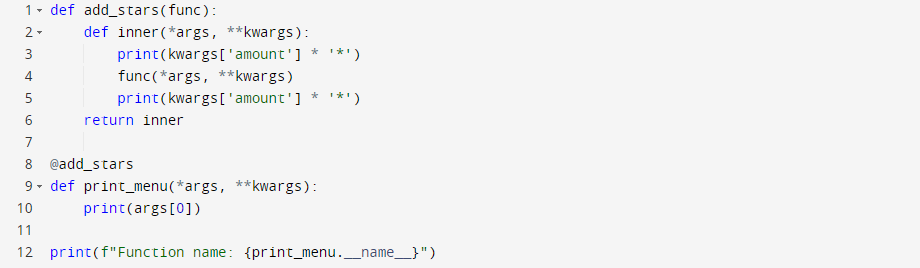 1 def add_stars(func):
2     def inner(*args, **kwargs):
3         print(kwargs['amount'] * '*')
4         func(*args, **kwargs)
5         print(kwargs['amount'] * '*')
6     return inner
7
8 @add_stars
9 def print_menu(*args, **kwargs):
10     print(args[0])
11
12 print(f"Function name: {print_menu.__name__}")